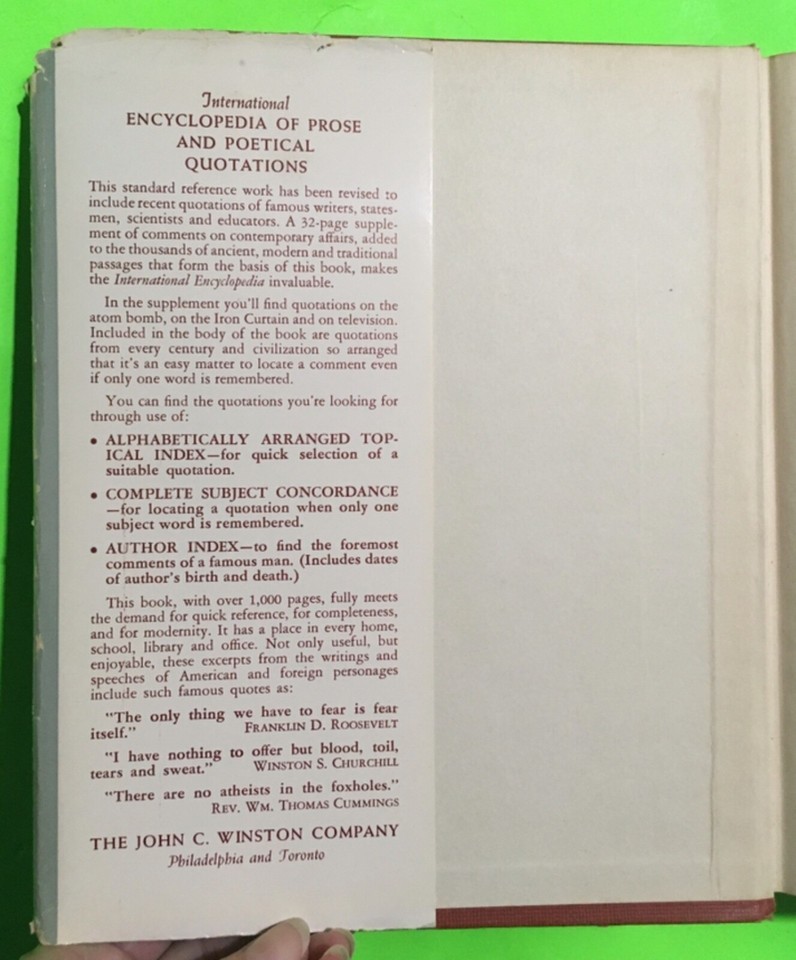 International
ENCYCLOPEDIA OF PROSE
AND POETICAL
QUOTATIONS
This standard reference work has been revised to
include recent quotations of famous writers, states-
men, scientists and educators. A 32-page supple-
ment of comments on contemporary affairs, added
to the thousands of ancient, modern and traditional
passages that form the basis of this book, makes
the International Encyclopedia invaluable.
In the supplement you'll find quotations on the
atom bomb, on the Iron Curtain and on television.
Included in the body of the book are quotations
from every century and civilization so arranged
that it's an easy matter to locate a comment even
if only one word is remembered.
You can find the quotations you're looking for
through use of:
• ALPHABETICALLY ARRANGED TOP-
ICAL INDEX—for quick selection of a
suitable quotation.
• COMPLETE SUBJECT CONCORDANCE
—for locating a quotation when only one
subject word is remembered.
• AUTHOR INDEX—to find the foremost
comments of a famous man. (Includes dates
of author's birth and death.)
This book, with over 1,000 pages, fully meets
the demand for quick reference, for completeness,
and for modernity. It has a place in every home,
school, library and office. Not only useful, but
enjoyable, these excerpts from the writings and
speeches of American and foreign personages
include such famous quotes as:
"The only thing we have to fear is fear
itself." FRANKLIN D. ROOSEVELT
"I have nothing to offer but blood, toil,
tears and sweat." WINSTON S. CHURCHILL
"There are no atheists in the foxholes."
REV. WM. THOMAS CUMMINGS
THE JOHN C. WINSTON COMPANY
Philadelphia and Toronto